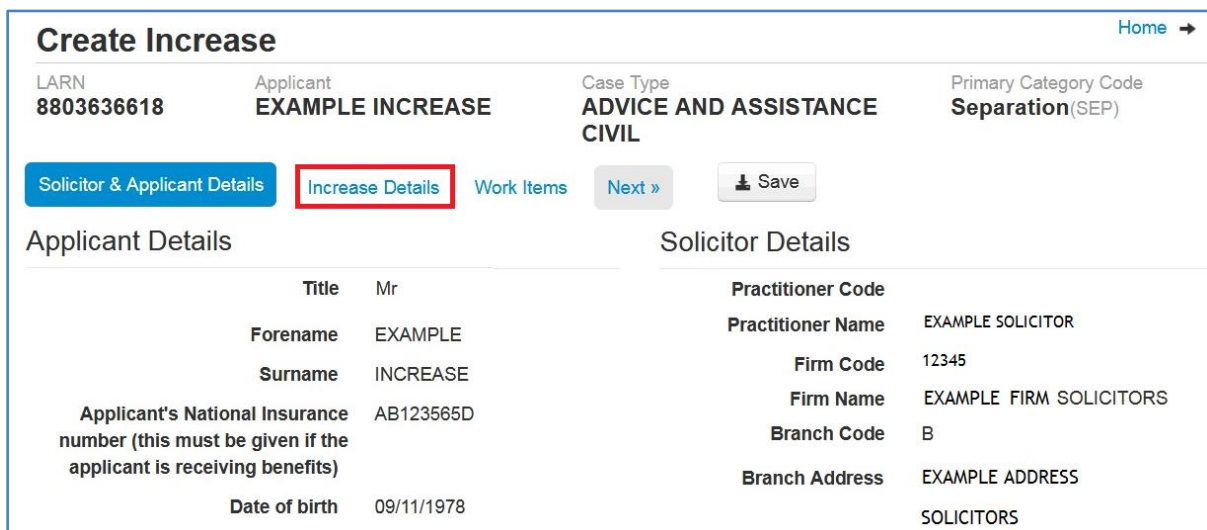 Create Increase
Home →
LARN
8803636618
Applicant
EXAMPLE INCREASE
Case Type
ADVICE AND ASSISTANCE
CIVIL
Primary Category Code
Separation(SEP)
Solicitor & Applicant Details
Increase Details
Work Items
Next »
Save
Applicant Details
Title Mr
Forename EXAMPLE
Surname INCREASE
Applicant's National Insurance AB123565D
number (this must be given if the
applicant is receiving benefits)
Date of birth 09/11/1978
Solicitor Details
Practitioner Code
Practitioner Name EXAMPLE SOLICITOR
Firm Code 12345
Firm Name EXAMPLE FIRM SOLICITORS
Branch Code B
Branch Address EXAMPLE ADDRESS
SOLICITORS